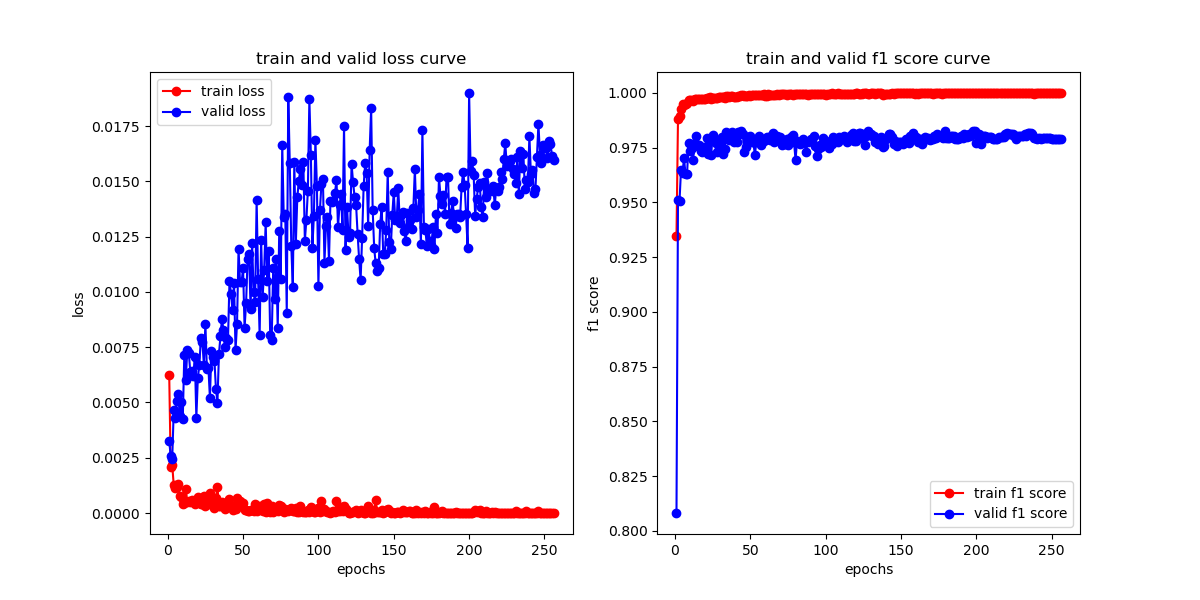 train and valid loss curve
train loss
valid loss
loss
0.0175
0.0150
0.0125
0.0100
0.0075
0.0050
0.0025
0.0000
0
50
100
150
200
250
epochs
train and valid f1 score curve
f1 score
1.000
0.975
0.950
0.925
0.900
0.875
0.850
0.825
0.800
train f1 score
valid f1 score
0
50
100
150
200
250
epochs